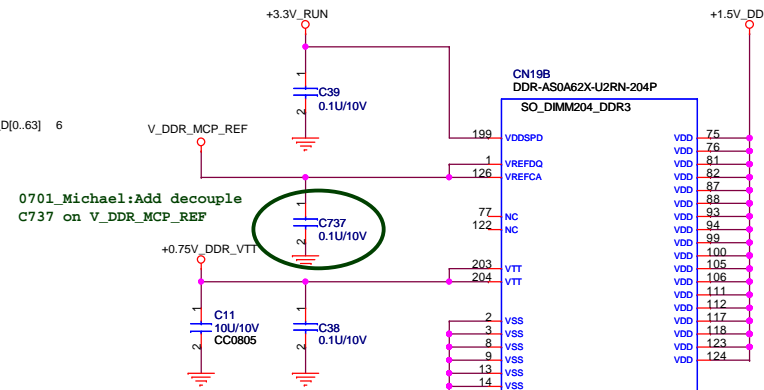 +3.3V_RUN
+1.5V_DD
CN19B
DDR-AS0A62X-U2RN-204P
SO_DIMM204_DDR3
1
C39
0.1U/10V
2
D[0..63] 6
V_DDR_MCP_REF
199 VDDSPD
1 VREFDQ
126 VREFCA
0701_Michael:Add decouple
C737 on V_DDR_MCP_REF
1
C737
0.1U/10V
2
77 NC
122 NC
+0.75V_DDR_VTT
203 VTT
204 VTT
1
C11
10U/10V
CC0805
2
1
C38
0.1U/10V
2
2 VSS
3 VSS
8 VSS
9 VSS
13 VSS
14 VSS
VDD 75
VDD 76
VDD 81
VDD 82
VDD 87
VDD 88
VDD 93
VDD 94
VDD 99
VDD 100
VDD 105
VDD 106
VDD 111
VDD 112
VDD 117
VDD 118
VDD 123
VDD 124